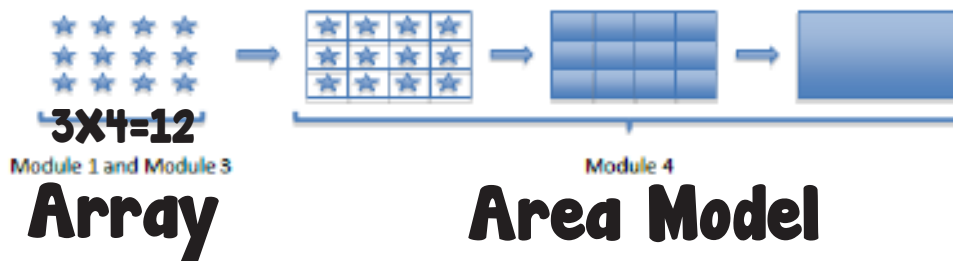 3X4=12
Module 1 and Module 3
Module 4
Array
Area Model